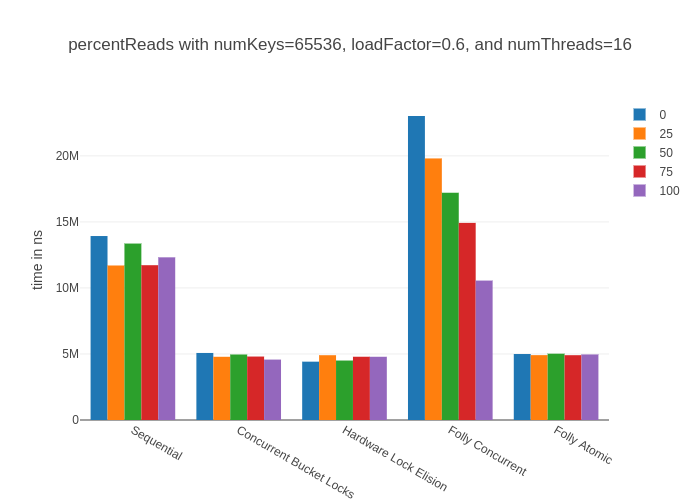 percentReads with numKeys=65536, loadFactor=0.6, and numThreads=16
0
25
50
75
100
time in ns
20M
15M
10M
5M
0
Sequential
Concurrent Bucket Locks
Hardware Lock Elision
Folly Concurrent
Folly Atomic